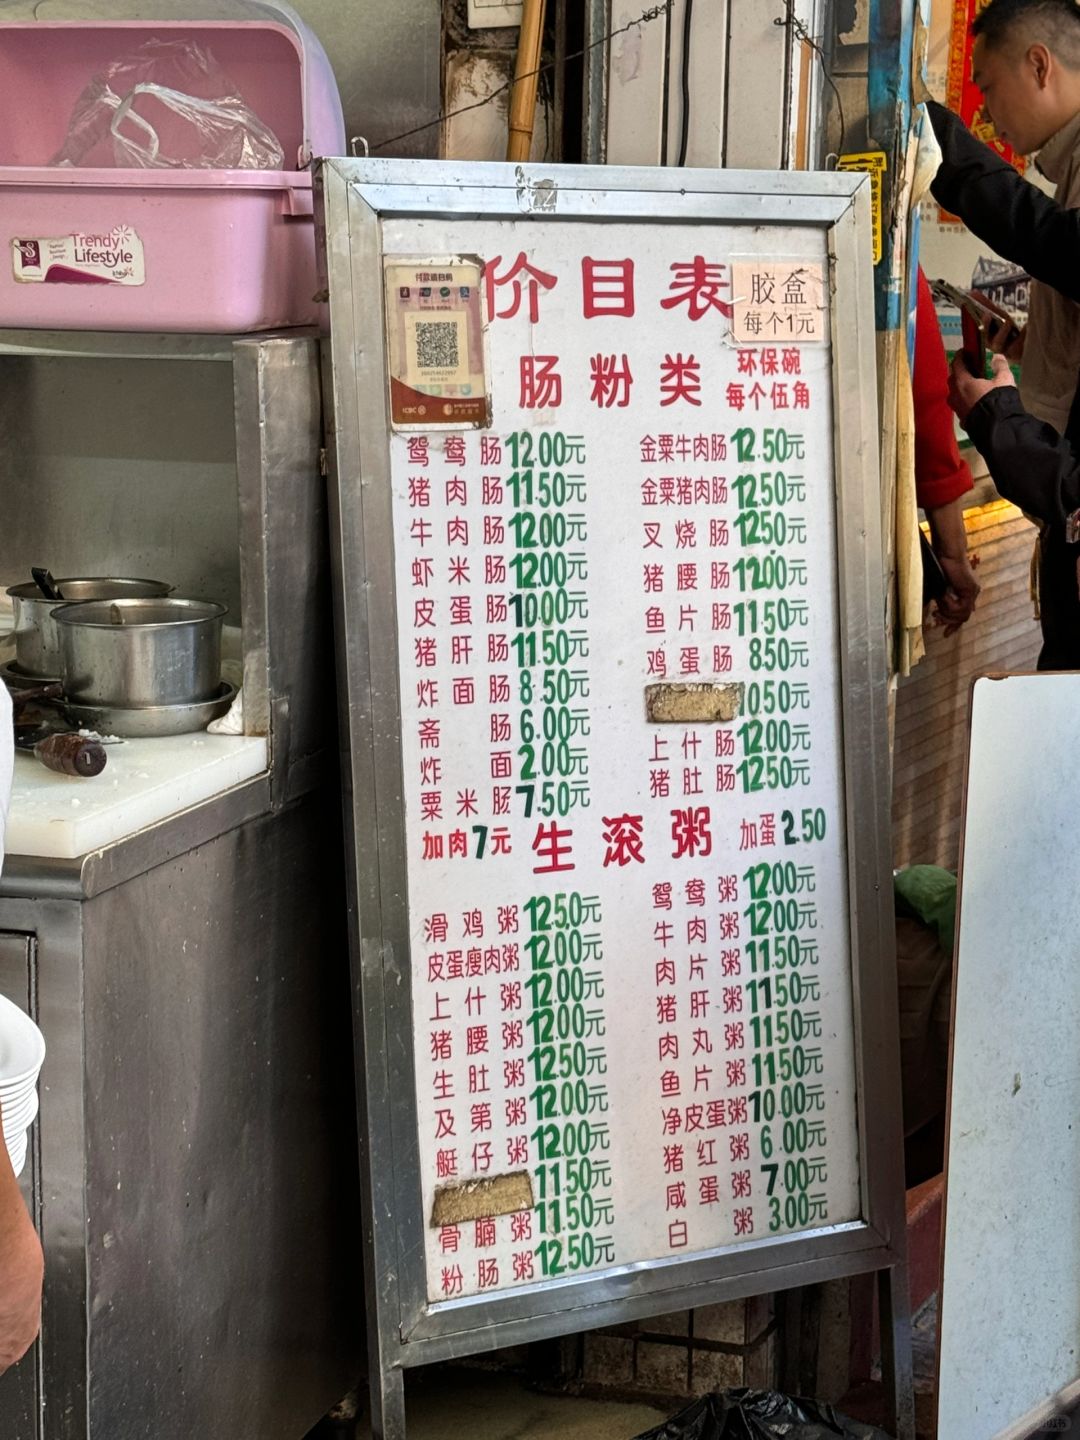 Trendy
Lifestyle
付款码
ICBC
价目表
胶盒
每个1元
肠粉类
环保碗
每个伍角
鸳鸯肠 12.00元
猪肉肠 11.50元
牛肉肠 12.00元
虾米肠 12.00元
皮蛋肠 10.00元
猪肝肠 11.50元
炸面肠 8.50元
斋肠 6.00元
炸面 2.00元
粟米肠 7.50元
金粟牛肉肠 12.50元
金粟猪肉肠 12.50元
叉烧肠 12.50元
猪腰肠 12.00元
鱼片肠 11.50元
鸡蛋肠 8.50元
10.50元
上什肠 12.00元
猪肚肠 12.50元
加肉7元
生滚粥
加蛋2.50
滑鸡粥 12.50元
皮蛋瘦肉粥 12.00元
上什粥 12.00元
猪腰粥 12.00元
生肚粥 12.50元
及第粥 12.00元
艇仔粥 12.00元
11.50元
骨腩粥 11.50元
粉肠粥 12.50元
鸳鸯粥 12.00元
牛肉粥 12.00元
肉片粥 11.50元
猪肝粥 11.50元
肉丸粥 11.50元
鱼片粥 11.50元
净皮蛋粥 10.00元
猪红粥 6.00元
咸蛋粥 7.00元
白粥 3.00元